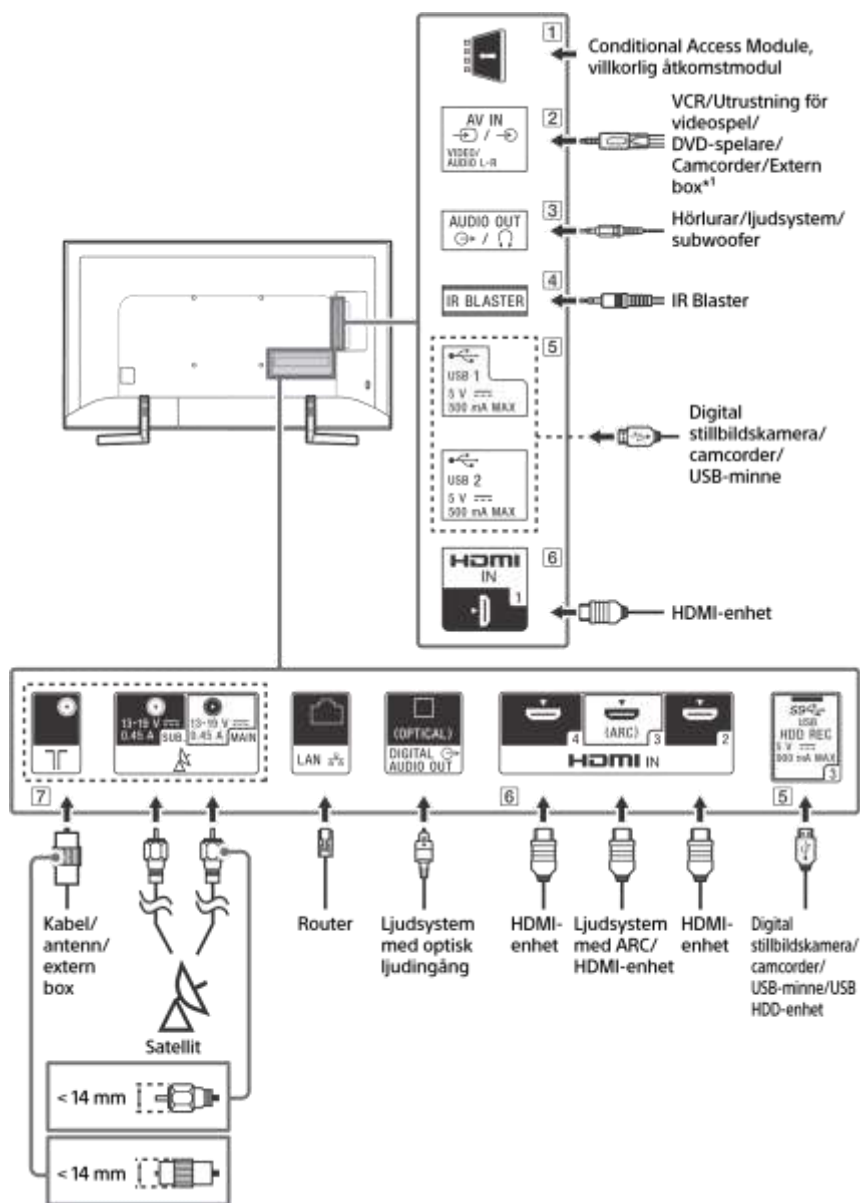 1
Conditional Access Module,
villkorlig åtkomstmodul
AV IN
/
VIDEO/
AUDIO L-R
2
VCR/Utrustning för
videospel/
DVD-spelare/
Camcorder/Extern
box*1
AUDIO OUT
/
3
Hörlurar/ljudsystem/
subwoofer
4
IR BLASTER
IR Blaster
5
USB 1
5 V
500 mA MAX
USB 2
5 V
500 mA MAX
Digital
stillbildskamera/
camcorder/
USB-minne
6
HDMI
IN
1
HDMI-enhet
13-19 V
0.45 A SUB
13-19 V
0.45 A MAIN
LAN
(OPTICAL)
DIGITAL
AUDIO OUT
4
(ARC)
3
2
HDMI IN
SS
USB
HDD REC
5 V
900 mA MAX
3
7
6
5
Kabel/
antenn/
extern
box
Satellit
Router
Ljudsystem
med optisk
ljudingång
HDMI-
enhet
Ljudsystem
med ARC/
HDMI-enhet
HDMI-
enhet
Digital
stillbildskamera/
camcorder/
USB-minne/USB
HDD-enhet
< 14 mm
< 14 mm